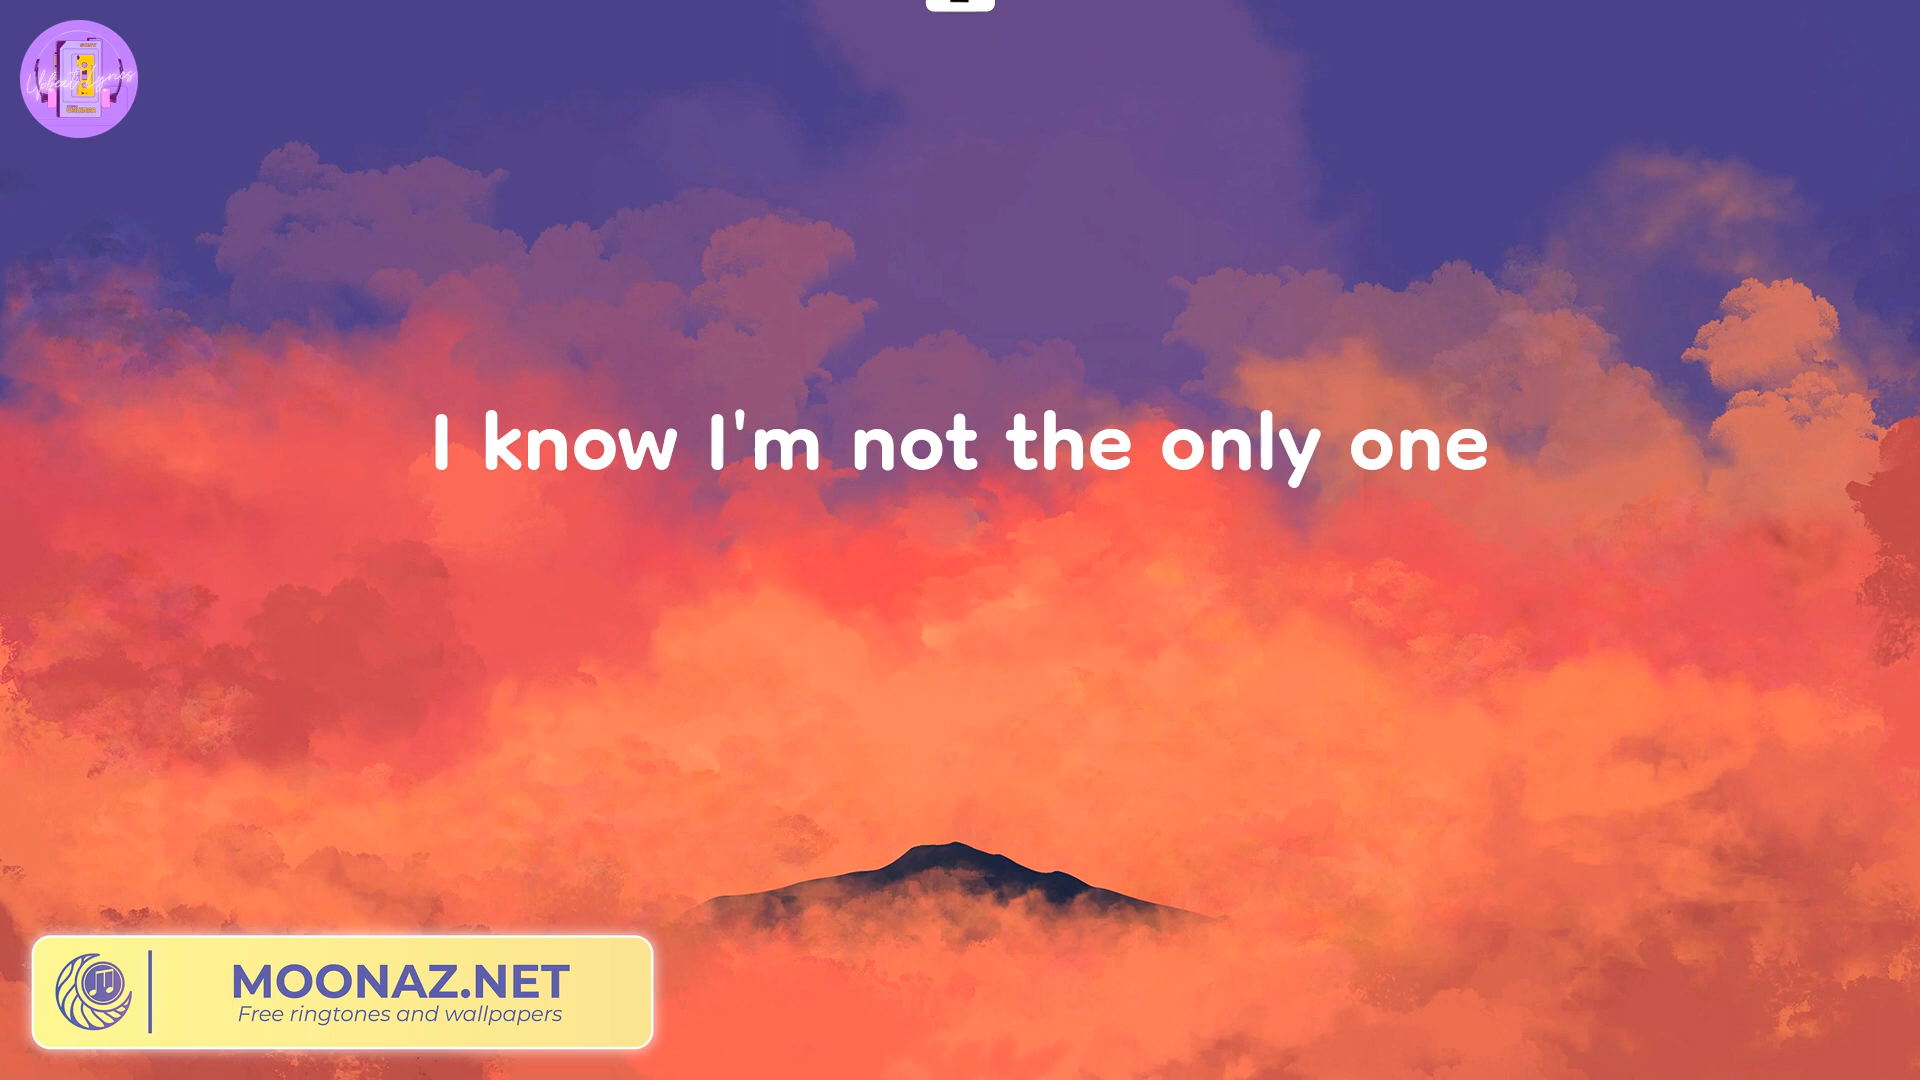 I know I'm not the only one
MOONAZ.NET
Free ringtones and wallpapers